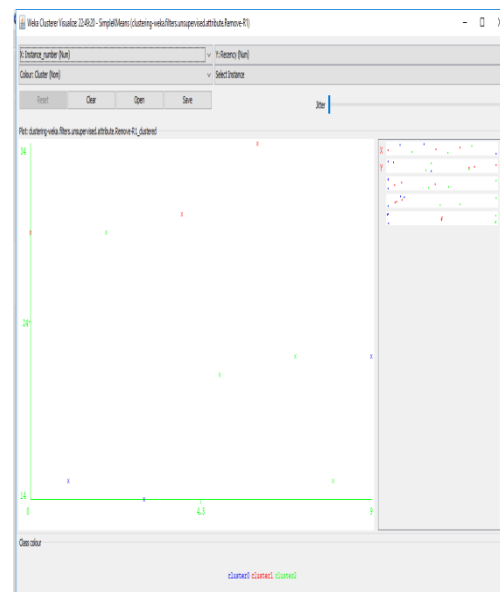 Weka Clusterer Visualize: 22:49:20 - SimpleKMeans (clustering-weka.filters.unsupervised.attribute.Remove-R1)
X: Instance_number (Num) Y: Recency (Num)
Colour: Cluster (Nom) Select Instance
Reset Clear Open Save Jitter
Plot: clustering-weka.filters.unsupervised.attribute.Remove-R1_clustered
34
X
Y
24
14
0 4.5 9
Class colour
cluster0 cluster1 cluster2